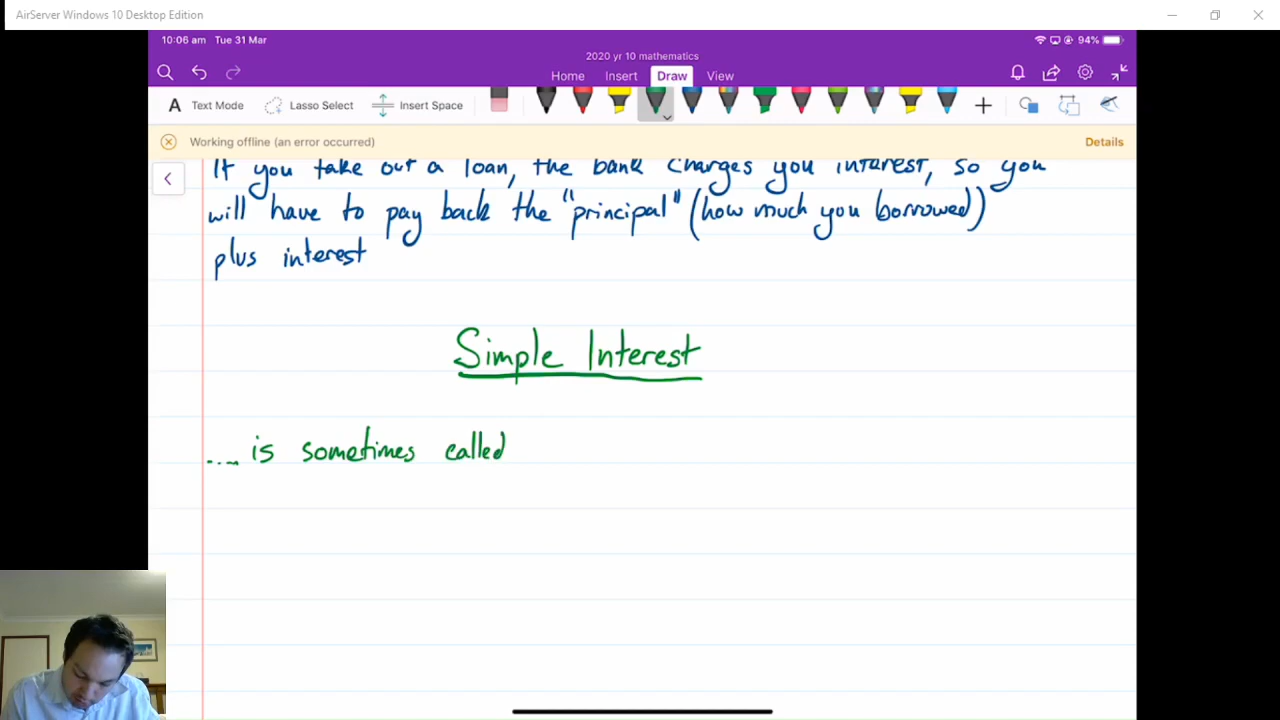 AirServer Windows 10 Desktop Edition
10:06 am Tue 31 Mar
94%
2020 yr 10 mathematics
Home Insert Draw View
A Text Mode Lasso Select Insert Space
Working offline (an error occurred) Details
If you take out a loan, the bank charges you interest, so you
will have to pay back the "principal" (how much you borrowed)
plus interest
Simple Interest
.... is sometimes called